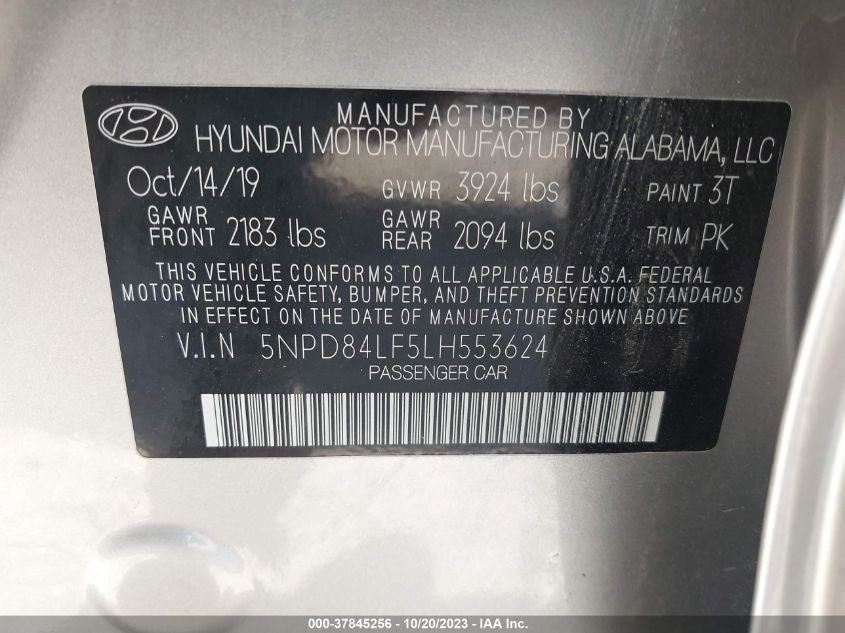 MANUFACTURED BY
HYUNDAI MOTOR MANUFACTURING ALABAMA, LLC
Oct/14/19 GVWR 3924 lbs PAINT 3T
GAWR FRONT 2183 lbs GAWR REAR 2094 lbs TRIM PK
THIS VEHICLE CONFORMS TO ALL APPLICABLE U.S.A. FEDERAL
MOTOR VEHICLE SAFETY, BUMPER, AND THEFT PREVENTION STANDARDS
IN EFFECT ON THE DATE OF MANUFACTURE SHOWN ABOVE
V.I.N 5NPD84LF5LH553624
PASSENGER CAR
000-37845256 - 10/20/2023 - IAA Inc.